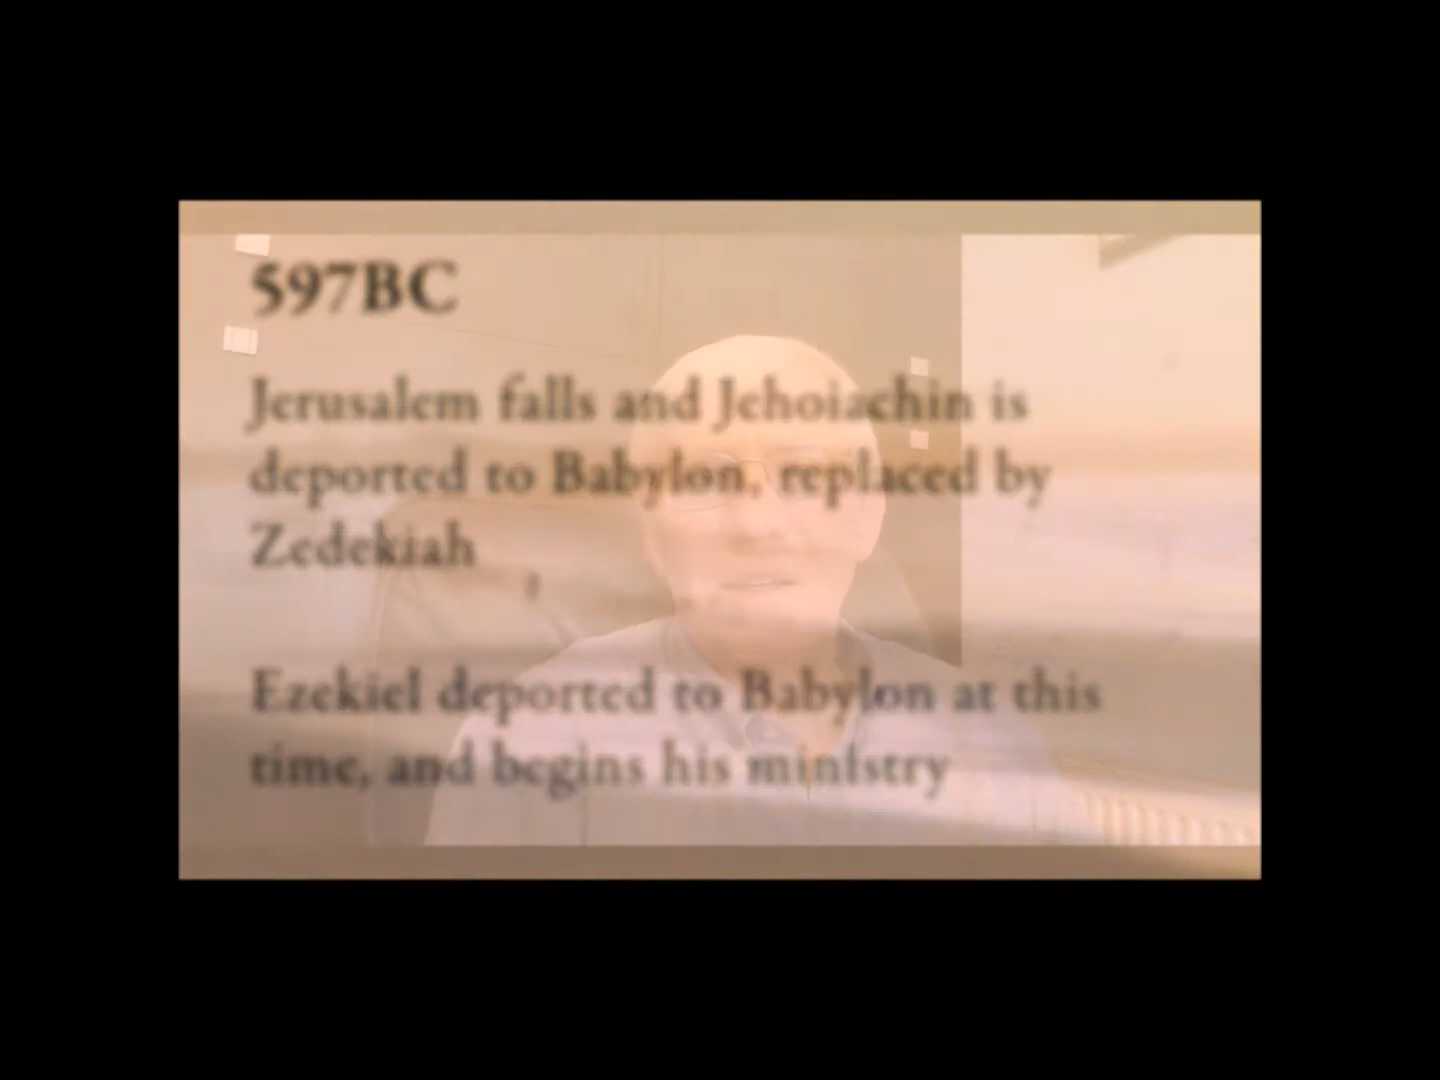 597BC
Jerusalem falls and Jehoiachin is
deported to Babylon, replaced by
Zedekiah
Ezekiel deported to Babylon at this
time, and begins his ministry